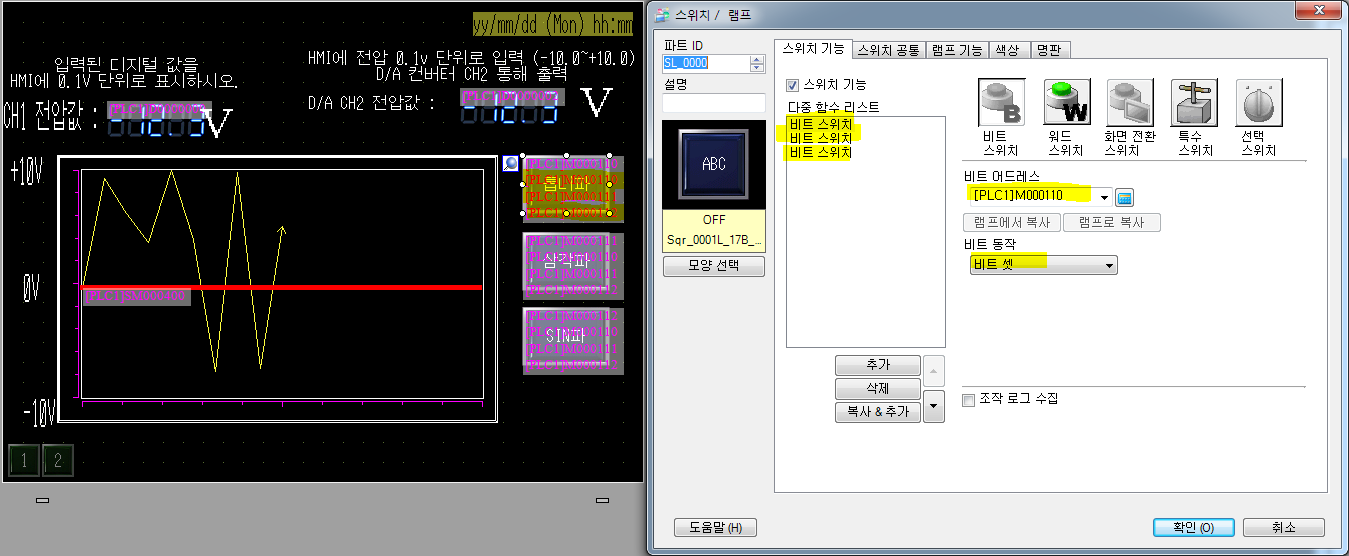 yy/mm/dd (Mon) hh:mm
입력된 디지털 값을
HMI에 0.1V 단위로 표시하시오.
HMI에 전압 0.1v 단위로 입력 (-10.0~+10.0)
D/A 컨버터 CH2 통해 출력
CH1 전압값 :
V
D/A CH2 전압값 :
V
+10V
0V
-10V
[PLC1]M000100
톱니파
[PLC1]M000110
[PLC1]M000111
[PLC1]M000112
삼각파
[PLC1]M000111
[PLC1]M000110
[PLC1]M000111
[PLC1]M000112
SIN파
[PLC1]M000112
[PLC1]M000110
[PLC1]M000111
[PLC1]M000112
1
2
스위치 / 램프
파트 ID
SL_0000
설명
ABC
OFF
Sqr_0001L_17B_...
모양 선택
스위치 기능
스위치 공통
램프 기능
색상
명판
스위치 기능
다중 함수 리스트
비트 스위치
비트 스위치
비트 스위치
추가
삭제
복사 & 추가
B
비트
스위치
W
워드
스위치
화면 전환
스위치
특수
스위치
선택
스위치
비트 어드레스
[PLC1]M000110
램프에서 복사
램프로 복사
비트 동작
비트 셋
조작 로그 수집
도움말 (H)
확인 (O)
취소